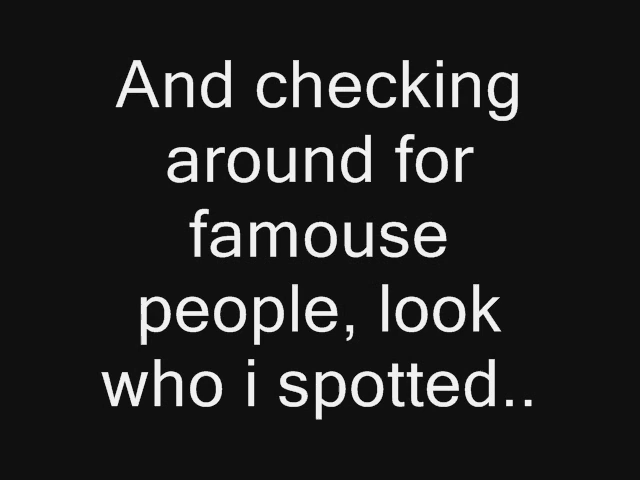 And checking
around for
famouse
people, look
who i spotted..